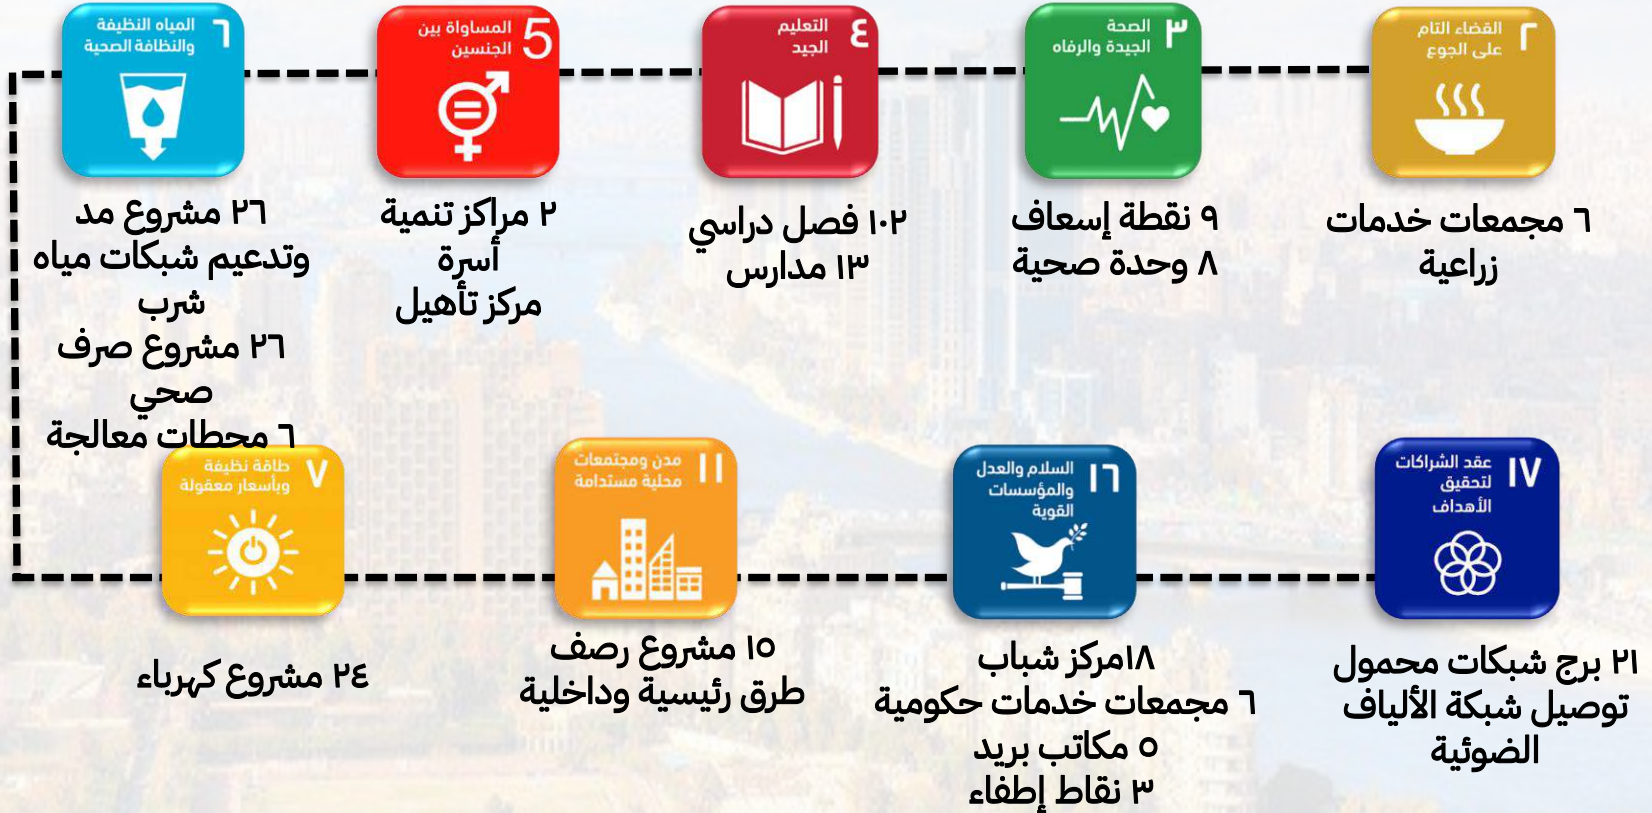 ٢ القضاء التام
على الجوع
٦ مجمعات خدمات
زراعية
٣ الصحة
الجيدة والرفاه
٩ نقطة إسعاف
٨ وحدة صحية
٤ التعليم
الجيد
١٠٢ فصل دراسي
١٣ مدارس
5 المساواة بين
الجنسين
٢ مراكز تنمية
أسرة
مركز تأهيل
٦ المياه النظيفة
والنظافة الصحية
٢٦ مشروع مد
وتدعيم شبكات مياه
شرب
٢٦ مشروع صرف
صحي
٦ محطات معالجة
٧ طاقة نظيفة
وبأسعار معقولة
٢٤ مشروع كهرباء
١١ مدن ومجتمعات
محلية مستدامة
١٥ مشروع رصف
طرق رئيسية وداخلية
١٦ السلام والعدل
والمؤسسات
القوية
١٨مركز شباب
٦ مجمعات خدمات حكومية
٥ مكاتب بريد
٣ نقاط إطفاء
١٧ عقد الشراكات
لتحقيق
الأهداف
٢١ برج شبكات محمول
توصيل شبكة الألياف
الضوئية